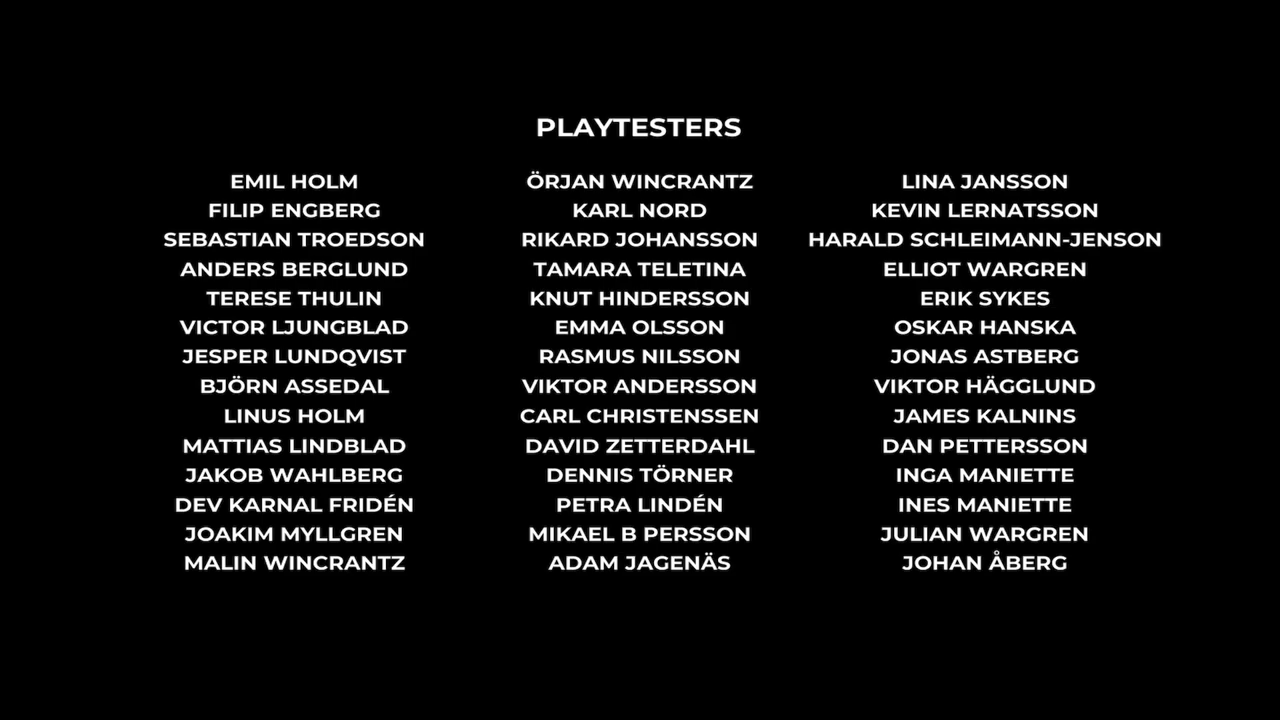 PLAYTESTERS
EMIL HOLM
FILIP ENGBERG
SEBASTIAN TROEDSON
ANDERS BERGLUND
TERESE THULIN
VICTOR LJUNGBLAD
JESPER LUNDQVIST
BJÖRN ASSEDAL
LINUS HOLM
MATTIAS LINDBLAD
JAKOB WAHLBERG
DEV KARNAL FRIDÉN
JOAKIM MYLLGREN
MALIN WINCRANTZ
ÖRJAN WINCRANTZ
KARL NORD
RIKARD JOHANSSON
TAMARA TELETINA
KNUT HINDERSSON
EMMA OLSSON
RASMUS NILSSON
VIKTOR ANDERSSON
CARL CHRISTENSSEN
DAVID ZETTERDAHL
DENNIS TÖRNER
PETRA LINDÉN
MIKAEL B PERSSON
ADAM JAGENÄS
LINA JANSSON
KEVIN LERNATSSON
HARALD SCHLEIMANN-JENSON
ELLIOT WARGREN
ERIK SYKES
OSKAR HANSKA
JONAS ASTBERG
VIKTOR HÄGGLUND
JAMES KALNINS
DAN PETTERSSON
INGA MANIETTE
INES MANIETTE
JULIAN WARGREN
JOHAN ÅBERG